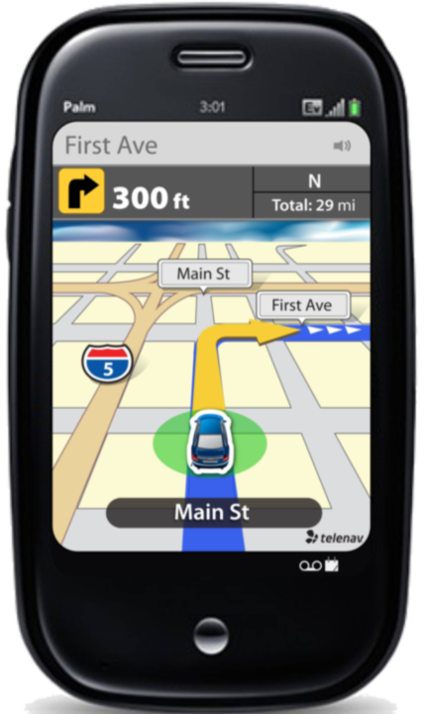 Palm 3:01 Ev
First Ave
300 ft
N
Total: 29 mi
Main St
First Ave
5
Main St
telenav